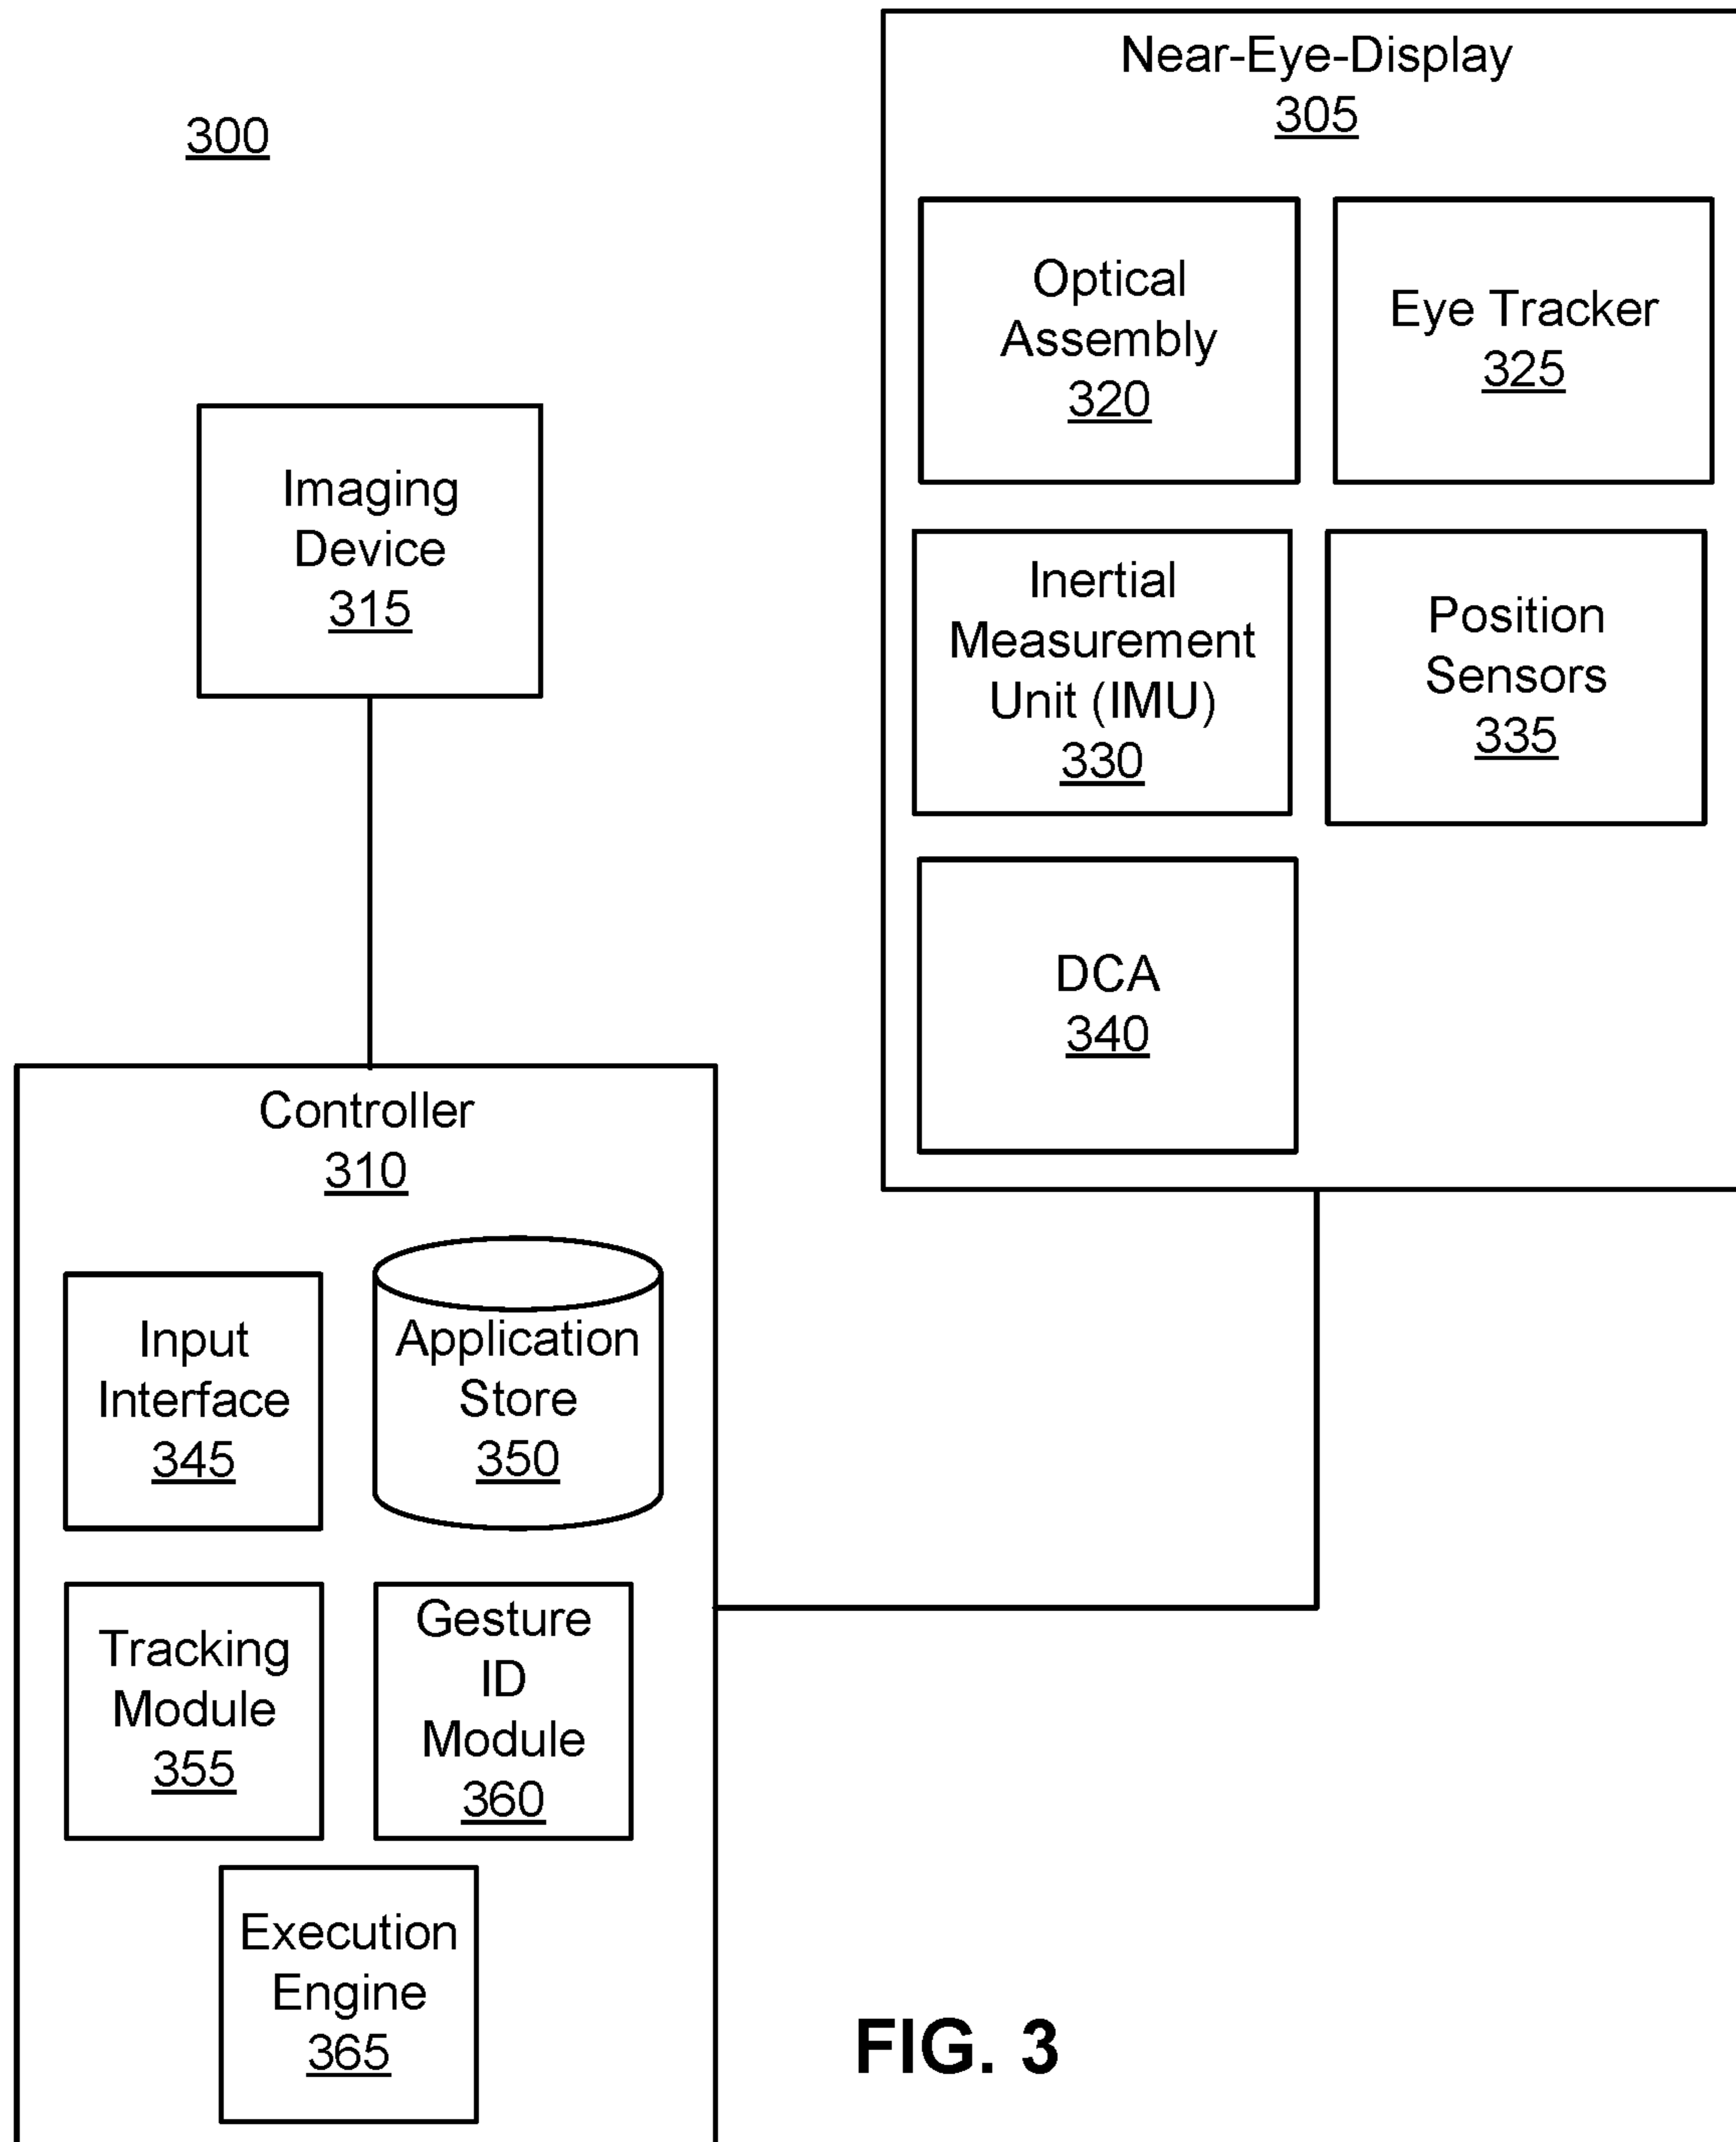 300
Near-Eye-Display
305
Optical
Assembly
320
Eye Tracker
325
Imaging
Device
315
Inertial
Measurement
Unit (IMU)
330
Position
Sensors
335
DCA
340
Controller
310
Input
Interface
345
Application
Store
350
Tracking
Module
355
Gesture
ID
Module
360
Execution
Engine
365
FIG. 3